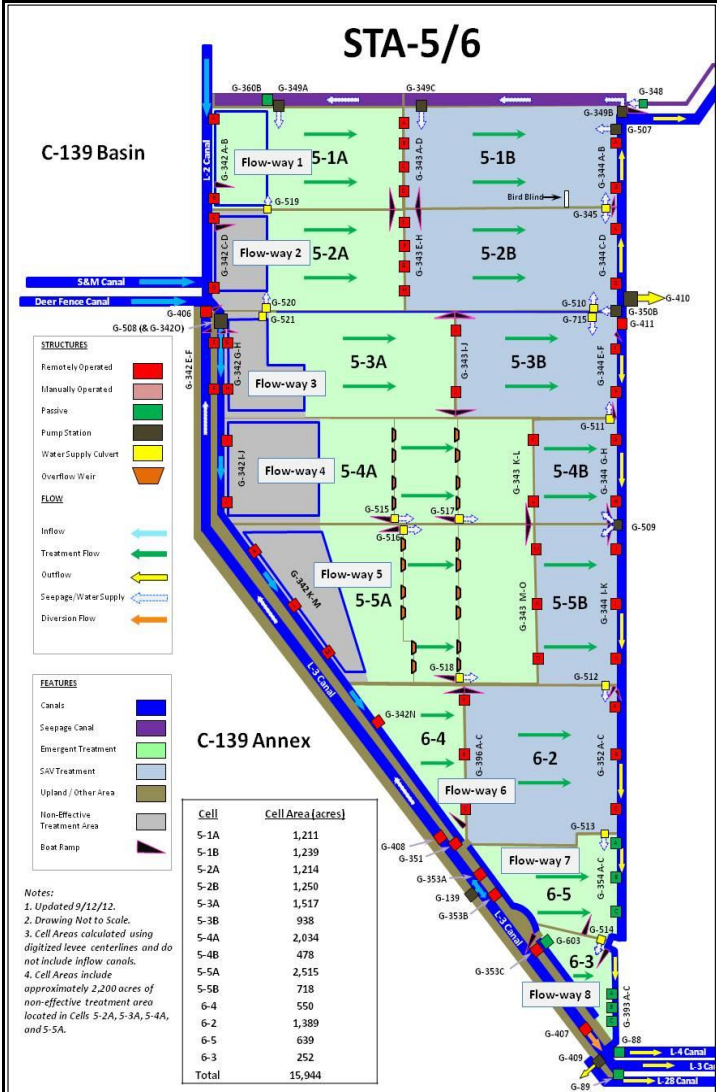 STA-5/6
G-360B
G-349A
G-349C
G-348
G-349B
G-507
C-139 Basin
L-2 Canal
G-342 A-B
Flow-way 1
5-1A
G-343 A-D
5-1B
G-344 A-B
Bird Blind
G-519
G-345
G-342 C-D
Flow-way 2
5-2A
G-343 E-H
5-2B
G-344 C-D
S&M Canal
Deer Fence Canal
G-410
G-406
G-520
G-521
G-510
G-715
G-350B
G-411
G-508 (& G-342O)
G-342 E-F
G-342 G-H
Flow-way 3
5-3A
G-343 I-J
5-3B
G-344 E-F
G-511
STRUCTURES
Remotely Operated
Manually Operated
Passive
Pump Station
Water Supply Culvert
Overflow Weir
FLOW
Inflow
Treatment Flow
Outflow
Seepage/Water Supply
Diversion Flow
G-342 I-J
Flow-way 4
5-4A
G-343 K-L
5-4B
G-344 G-H
G-515
G-517
G-516
G-509
G-342 K-M
Flow-way 5
5-5A
G-343 M-O
5-5B
G-344 I-K
G-518
G-512
L-3 Canal
FEATURES
Canals
Seepage Canal
Emergent Treatment
SAV Treatment
Upland / Other Area
Non-Effective
Treatment Area
Boat Ramp
C-139 Annex
G-342N
6-4
G-396 A-C
6-2
G-352 A-C
Flow-way 6
G-408
G-351
G-513
Flow-way 7
G-353A
G-139
G-353B
6-5
G-354 A-C
L-3 Canal
G-603
G-514
G-353C
6-3
Flow-way 8
G-393 A-C
G-407
G-88
G-409
G-89
L-4 Canal
L-3 Canal
L-28 Canal
Cell Cell Area (acres)
5-1A 1,211
5-1B 1,239
5-2A 1,214
5-2B 1,250
5-3A 1,517
5-3B 938
5-4A 2,034
5-4B 478
5-5A 2,515
5-5B 718
6-4 550
6-2 1,389
6-5 639
6-3 252
Total 15,944
Notes:
1. Updated 9/12/12.
2. Drawing Not to Scale.
3. Cell Areas calculated using
digitized levee centerlines and do
not include inflow canals.
4. Cell Areas include
approximately 2,200 acres of
non-effective treatment area
located in Cells 5-2A, 5-3A, 5-4A,
and 5-5A.